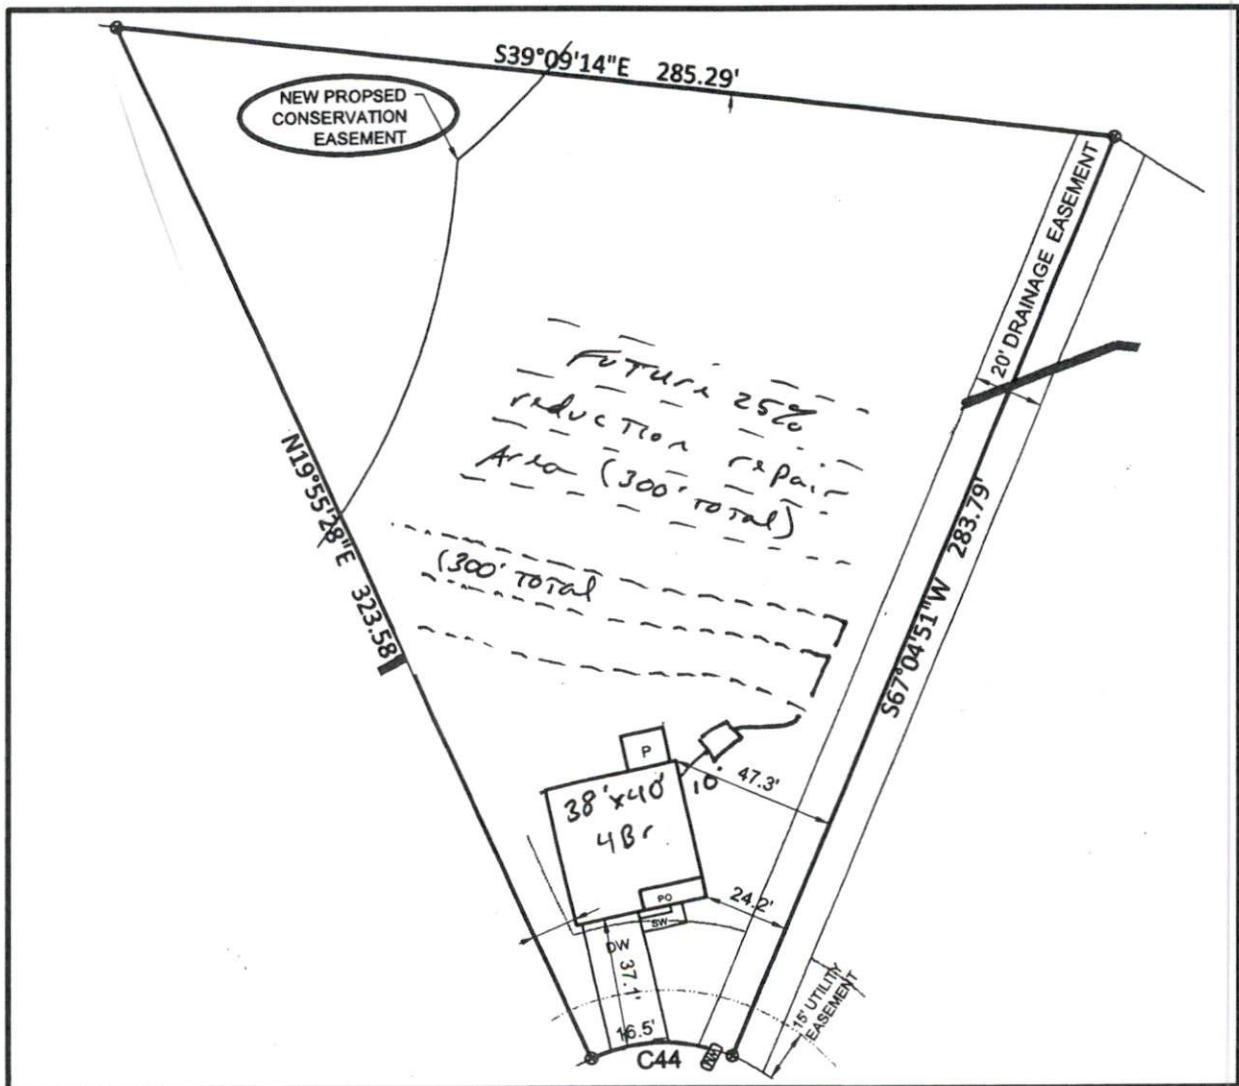 S39°09'14"E 285.29'
NEW PROPSED
CONSERVATION
EASEMENT
20' DRAINAGE EASEMENT
Future 25%
reduction repair
Area (300' total)
(300' total
N19°55'28"E 323.58
S67°04'51"W 283.79'
P
10'
47.3'
38'x40'
4Br
PO
SW
24.2'
DW
37.1'
16.5'
C44
15' UTILITY
EASEMENT